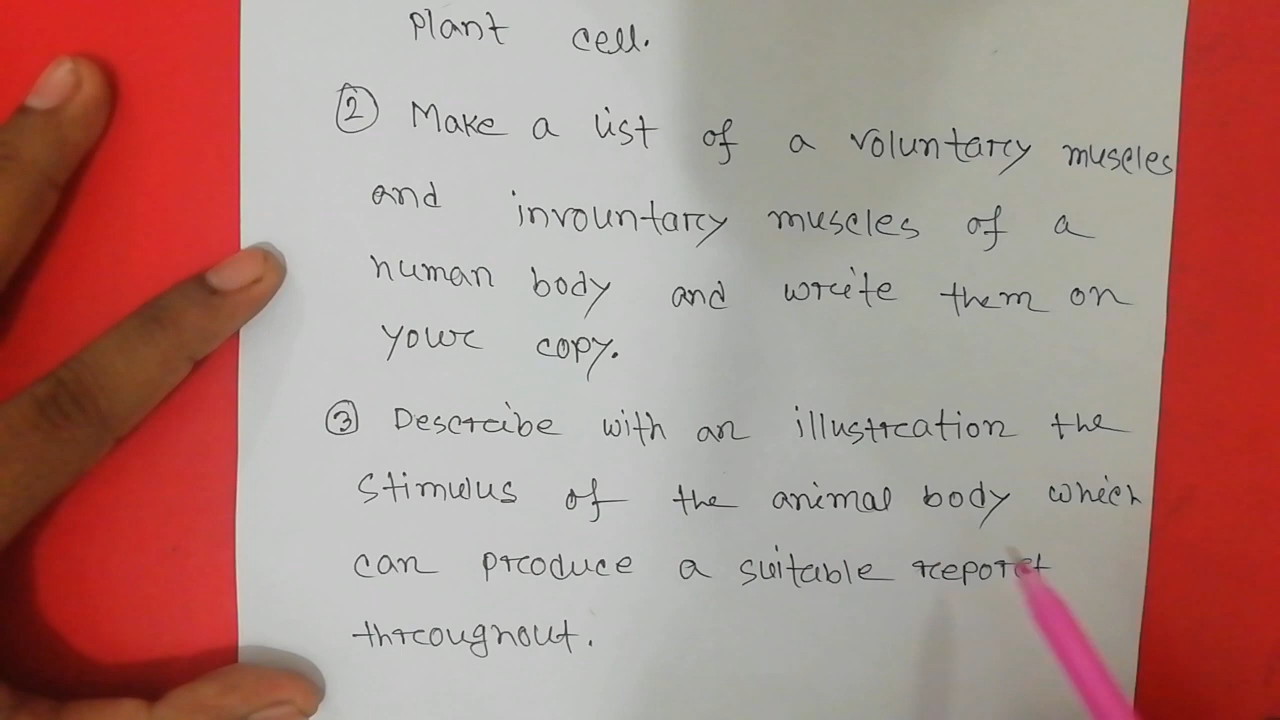 Plant cell.
② Make a list of a voluntary muscles
and invountary muscles of a
human body and write them on
your copy.
③ Describe with an illustration the
stimulus of the animal body which
can produce a suitable report
throughout.